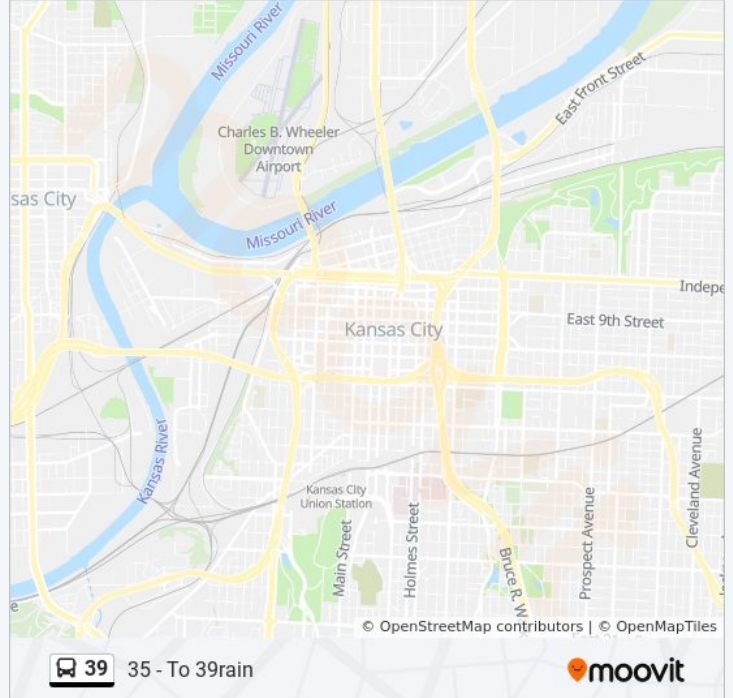 Missouri River
East Front Street
Charles B. Wheeler
Downtown
Airport
sas City
Missouri River
Indepe
East 9th Street
Kansas City
Kansas River
Cleveland Avenue
Kansas City
Union Station
Main Street
Holmes Street
Prospect Avenue
Bruce R. W
e
© OpenStreetMap contributors | © OpenMapTiles
39 35 - To 39rain
moovit